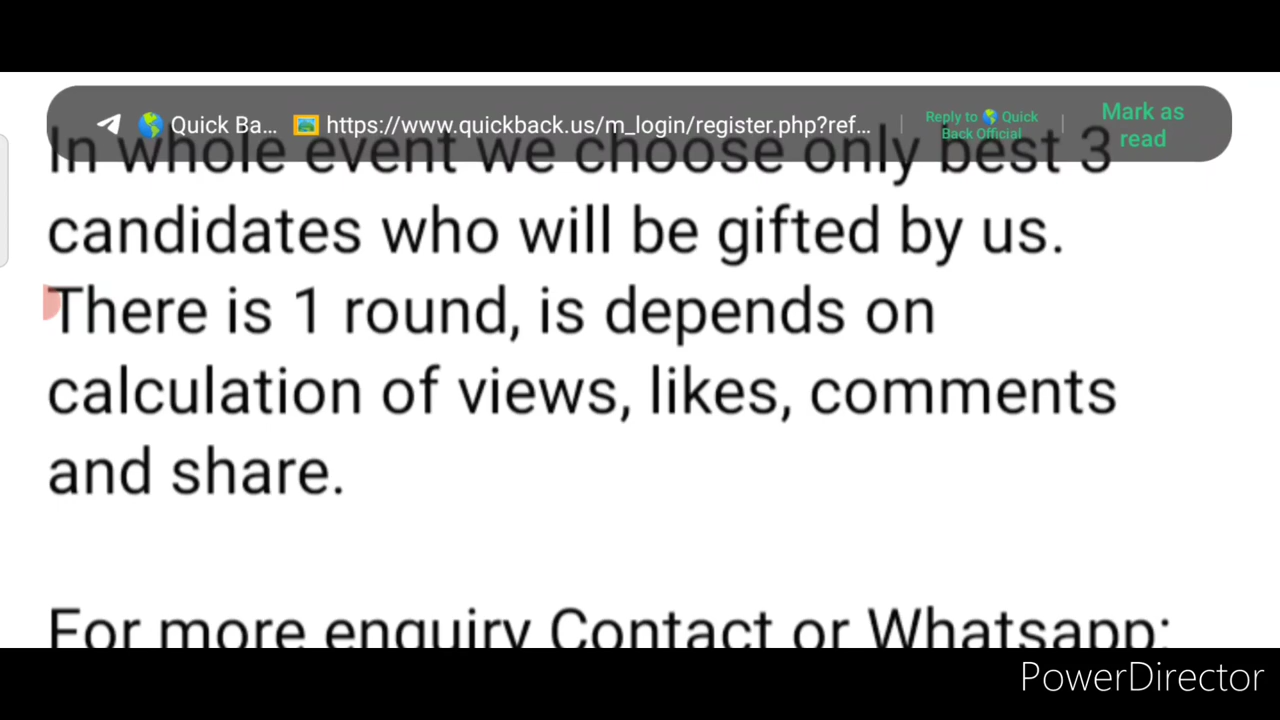 🌎 Quick Ba... 🖼️ https://www.quickback.us/m_login/register.php?ref...
Reply to 🌎 Quick
Back Official
Mark as
read
In whole event we choose only best 3
candidates who will be gifted by us.
There is 1 round, is depends on
calculation of views, likes, comments
and share.
For more enquiry Contact or Whatsapp:
PowerDirector